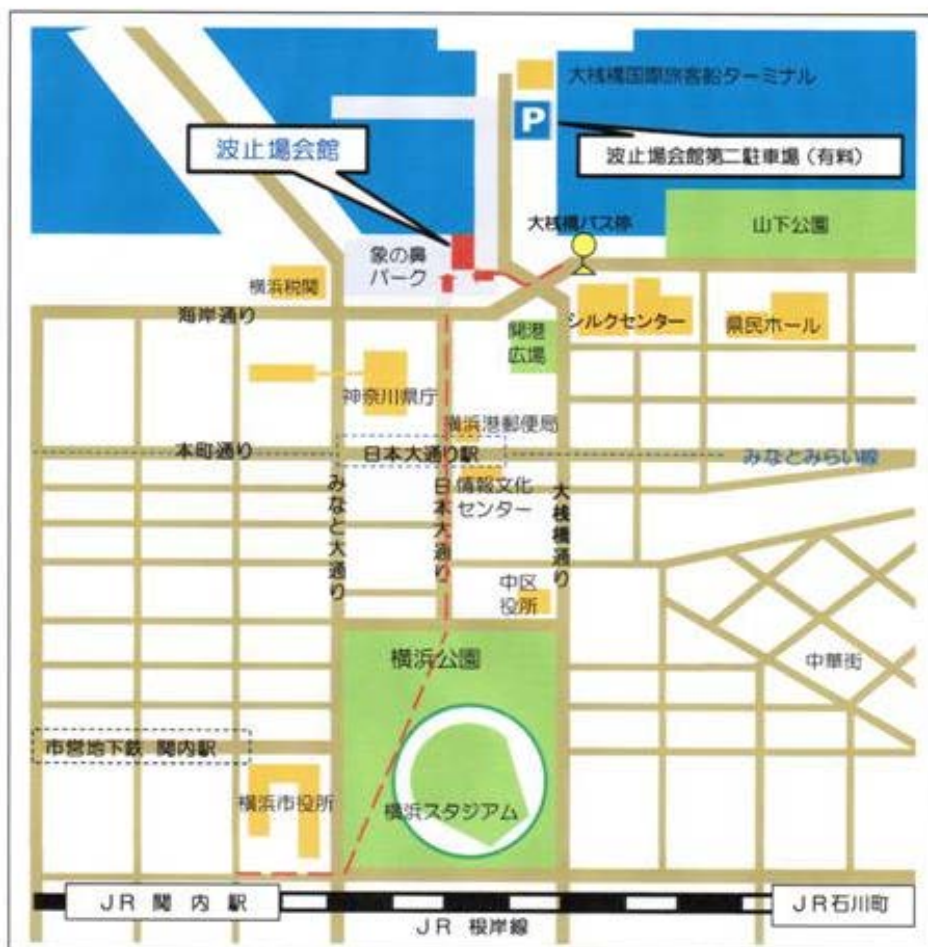 大桟橋国際旅客船ターミナル
P
波止場会館
波止場会館第二駐車場（有料）
大桟橋バス停
山下公園
象の鼻
パーク
横浜税関
海岸通り
シルクセンター
県民ホール
開港
広場
神奈川県庁
横浜港郵便局
本町通り
日本大通り駅
みなとみらい線
みなと大通り
日本大通り
情報文化
センター
大桟橋通り
中区
役所
横浜公園
中華街
市営地下鉄 関内駅
横浜市役所
横浜スタジアム
JR 関内駅
JR石川町
JR 根岸線